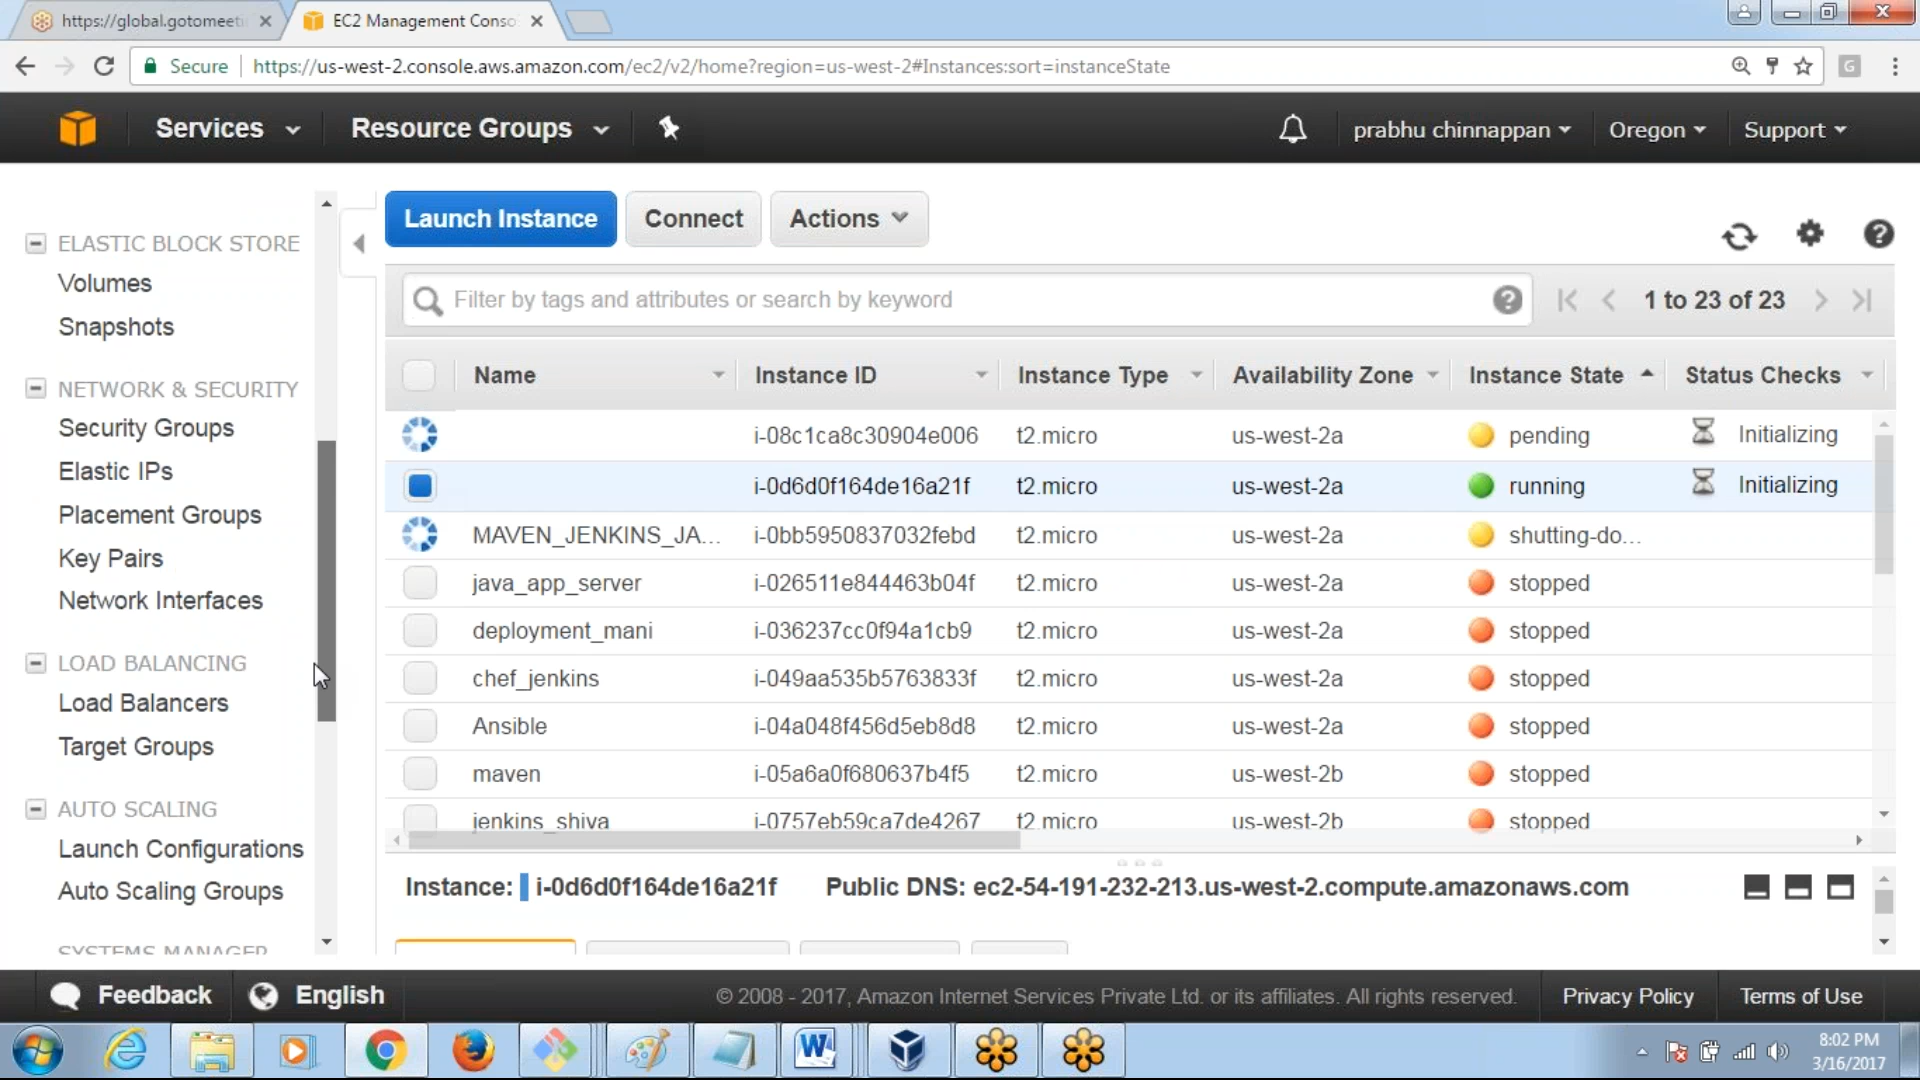 https://global.gotomeeti
EC2 Management Conso
Secure
https://us-west-2.console.aws.amazon.com/ec2/v2/home?region=us-west-2#Instances:sort=instanceState
G
Services
Resource Groups
prabhu chinnappan
Oregon
Support
ELASTIC BLOCK STORE
Volumes
Snapshots
NETWORK & SECURITY
Security Groups
Elastic IPs
Placement Groups
Key Pairs
Network Interfaces
LOAD BALANCING
Load Balancers
Target Groups
AUTO SCALING
Launch Configurations
Auto Scaling Groups
SYSTEMS MANAGER
Launch Instance
Connect
Actions
Filter by tags and attributes or search by keyword
1 to 23 of 23
Name Instance ID Instance Type Availability Zone Instance State Status Checks
i-08c1ca8c30904e006 t2.micro us-west-2a pending Initializing
i-0d6d0f164de16a21f t2.micro us-west-2a running Initializing
MAVEN_JENKINS_JA... i-0bb5950837032febd t2.micro us-west-2a shutting-do...
java_app_server i-026511e844463b04f t2.micro us-west-2a stopped
deployment_mani i-036237cc0f94a1cb9 t2.micro us-west-2a stopped
chef_jenkins i-049aa535b5763833f t2.micro us-west-2a stopped
Ansible i-04a048f456d5eb8d8 t2.micro us-west-2a stopped
maven i-05a6a0f680637b4f5 t2.micro us-west-2b stopped
jenkins_shiva i-0757eb59ca7de4267 t2.micro us-west-2b stopped
Instance: i-0d6d0f164de16a21f Public DNS: ec2-54-191-232-213.us-west-2.compute.amazonaws.com
Feedback
English
© 2008 - 2017, Amazon Internet Services Private Ltd. or its affiliates. All rights reserved.
Privacy Policy
Terms of Use
8:02 PM
3/16/2017